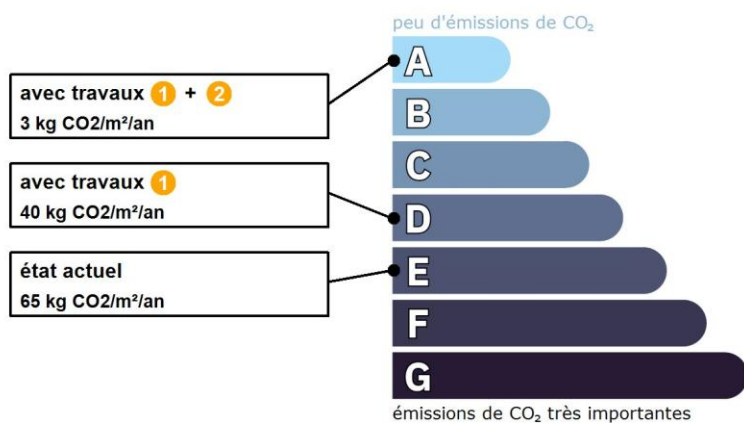 peu d'émissions de CO₂
A
avec travaux 1 + 2
3 kg CO2/m²/an
B
C
avec travaux 1
40 kg CO2/m²/an
D
état actuel
65 kg CO2/m²/an
E
F
G
émissions de CO₂ très importantes